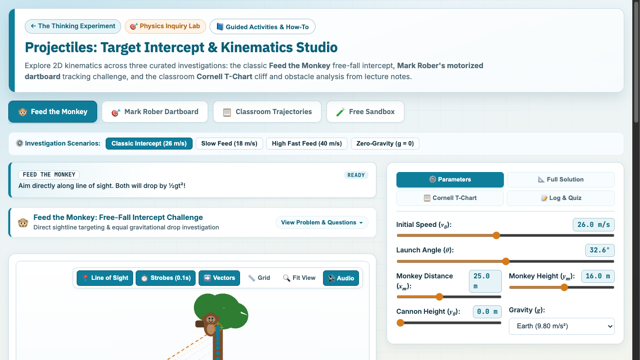 ← The Thinking Experiment
🎯 Physics Inquiry Lab
📘 Guided Activities & How-To
Projectiles: Target Intercept & Kinematics Studio
Explore 2D kinematics across three curated investigations: the classic Feed the Monkey free-fall intercept, Mark Rober's motorized
dartboard tracking challenge, and the classroom Cornell T-Chart cliff and obstacle analysis from lecture notes.
🐵 Feed the Monkey
🎯 Mark Rober Dartboard
📋 Classroom Trajectories
🧪 Free Sandbox
Investigation Scenarios:
Classic Intercept (26 m/s)
Slow Feed (18 m/s)
High Fast Feed (40 m/s)
Zero-Gravity (g = 0)
FEED THE MONKEY
READY
Aim directly along line of sight. Both will drop by ½gt²!
Feed the Monkey: Free-Fall Intercept Challenge
Direct sightline targeting & equal gravitational drop investigation
View Problem & Questions
Line of Sight
Strobes (0.1s)
Vectors
Grid
Fit View
Audio
Parameters
Full Solution
Cornell T-Chart
Log & Quiz
Initial Speed (v₀):
26.0 m/s
Launch Angle (θ):
32.6°
Monkey Distance (xₘ):
25.0 m
Monkey Height (yₘ):
16.0 m
Cannon Height (y₀):
0.0 m
Gravity (g):
Earth (9.80 m/s²)